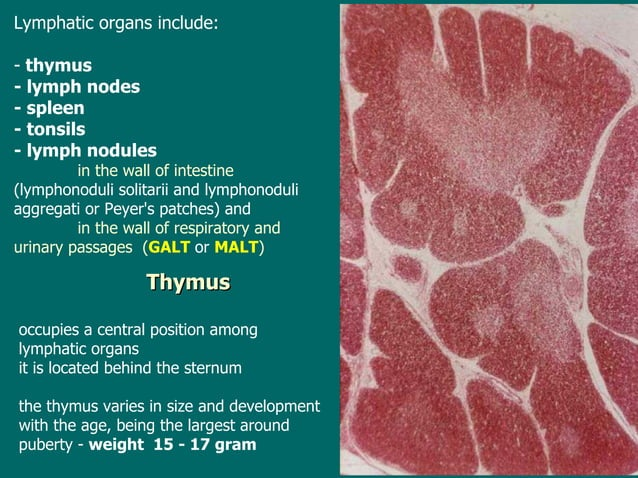 Lymphatic organs include:
- thymus
- lymph nodes
- spleen
- tonsils
- lymph nodules
in the wall of intestine
(lymphonoduli solitarii and lymphonoduli
aggregati or Peyer's patches) and
in the wall of respiratory and
urinary passages (GALT or MALT)
Thymus
occupies a central position among
lymphatic organs
it is located behind the sternum
the thymus varies in size and development
with the age, being the largest around
puberty - weight 15 - 17 gram